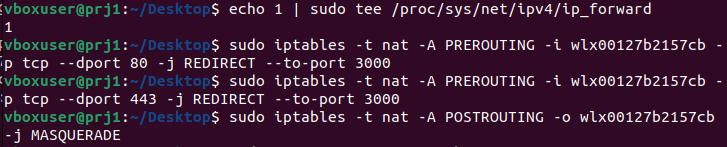 vboxuser@prj1:~/Desktop$ echo 1 | sudo tee /proc/sys/net/ipv4/ip_forward
1
vboxuser@prj1:~/Desktop$ sudo iptables -t nat -A PREROUTING -i wlx00127b2157cb -
p tcp --dport 80 -j REDIRECT --to-port 3000
vboxuser@prj1:~/Desktop$ sudo iptables -t nat -A PREROUTING -i wlx00127b2157cb -
p tcp --dport 443 -j REDIRECT --to-port 3000
vboxuser@prj1:~/Desktop$ sudo iptables -t nat -A POSTROUTING -o wlx00127b2157cb
-j MASQUERADE